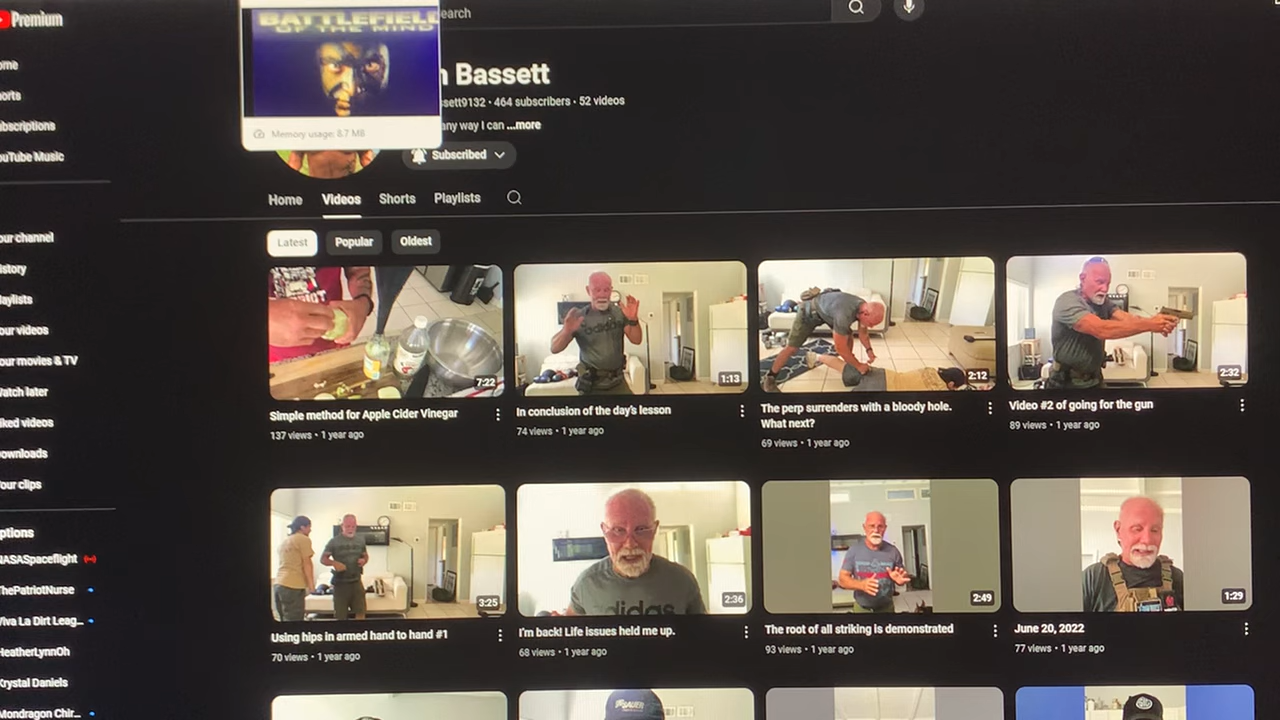 Premium
BATTLEFIELD
OF THE MIND
earch
Bassett
sett9132 • 464 subscribers • 52 videos
any way I can ...more
Memory usage: 8.7 MB
Subscribed
Home Videos Shorts Playlists
Latest Popular Oldest
ome
orts
ubscriptions
ouTube Music
our channel
istory
laylists
our videos
our movies & TV
Watch later
iked videos
ownloads
our clips
ptions
NASASpaceflight
ThePatriotNurse
Viva La Dirt Leag...
HeatherLynnOh
Krystal Daniels
Mondragon Chir...
7:22
1:13
2:12
2:32
Simple method for Apple Cider Vinegar
137 views • 1 year ago
In conclusion of the day's lesson
74 views • 1 year ago
The perp surrenders with a bloody hole.
What next?
69 views • 1 year ago
Video #2 of going for the gun
89 views • 1 year ago
adidas
3:25
2:36
2:49
1:29
Using hips in armed hand to hand #1
70 views • 1 year ago
I'm back! Life issues held me up.
68 views • 1 year ago
The root of all striking is demonstrated
93 views • 1 year ago
June 20, 2022
77 views • 1 year ago
didas
SAUER